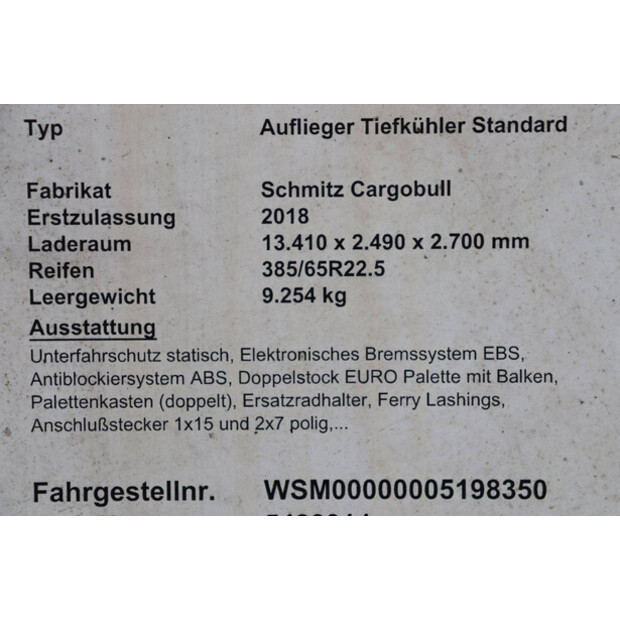 Typ Auflieger Tiefkühler Standard
Fabrikat Schmitz Cargobull
Erstzulassung 2018
Laderaum 13.410 x 2.490 x 2.700 mm
Reifen 385/65R22.5
Leergewicht 9.254 kg
Ausstattung
Unterfahrschutz statisch, Elektronisches Bremssystem EBS,
Antiblockiersystem ABS, Doppelstock EURO Palette mit Balken,
Palettenkasten (doppelt), Ersatzradhalter, Ferry Lashings,
Anschlußstecker 1x15 und 2x7 polig,...
Fahrgestellnr. WSM00000005198350